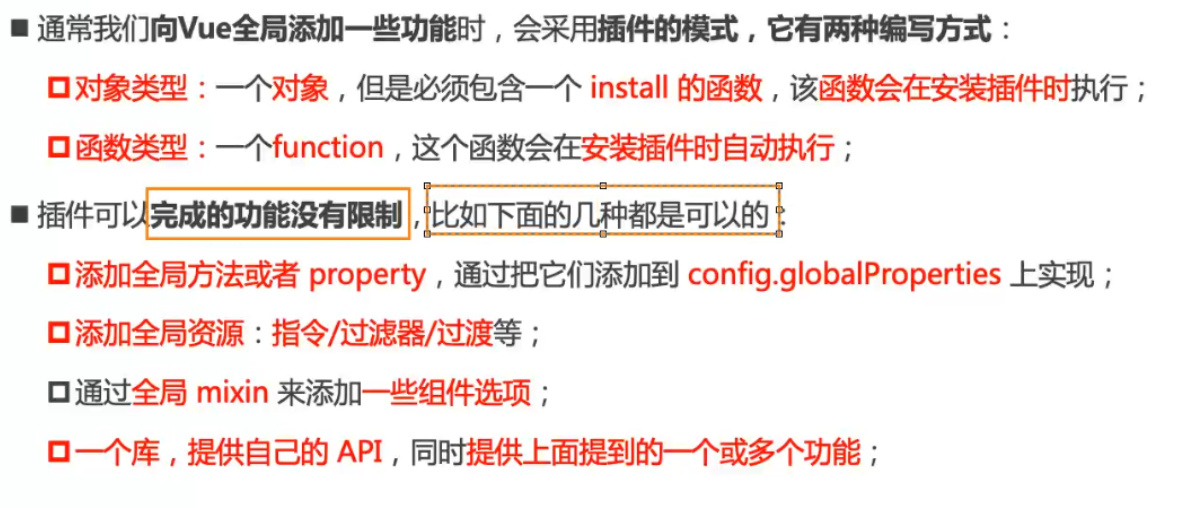 ■ 通常我们向Vue全局添加一些功能时，会采用插件的模式，它有两种编写方式：
对象类型：一个对象，但是必须包含一个 install 的函数，该函数会在安装插件时执行；
函数类型：一个function，这个函数会在安装插件时自动执行；
■ 插件可以完成的功能没有限制，比如下面的几种都是可以的：
添加全局方法或者 property，通过把它们添加到 config.globalProperties 上实现；
添加全局资源：指令/过滤器/过渡等；
通过全局 mixin 来添加一些组件选项；
一个库，提供自己的 API，同时提供上面提到的一个或多个功能；